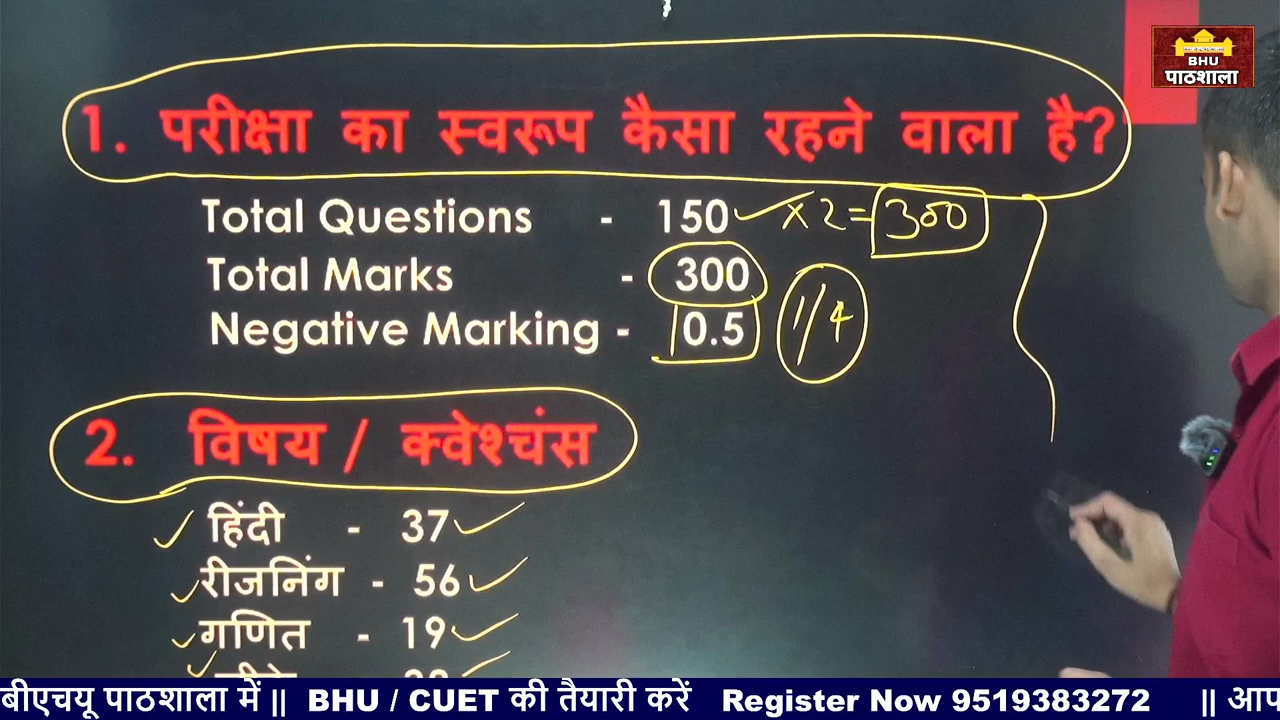 BHU
पाठशाला
1. परीक्षा का स्वरूप कैसा रहने वाला है?
Total Questions - 150 x 2 = 300
Total Marks - 300
Negative Marking - 0.5 1/4
2. विषय / क्वेश्चंस
हिंदी - 37
रीजनिंग - 56
गणित - 19
बीएचयू पाठशाला में || BHU / CUET की तैयारी करें Register Now 9519383272 ||